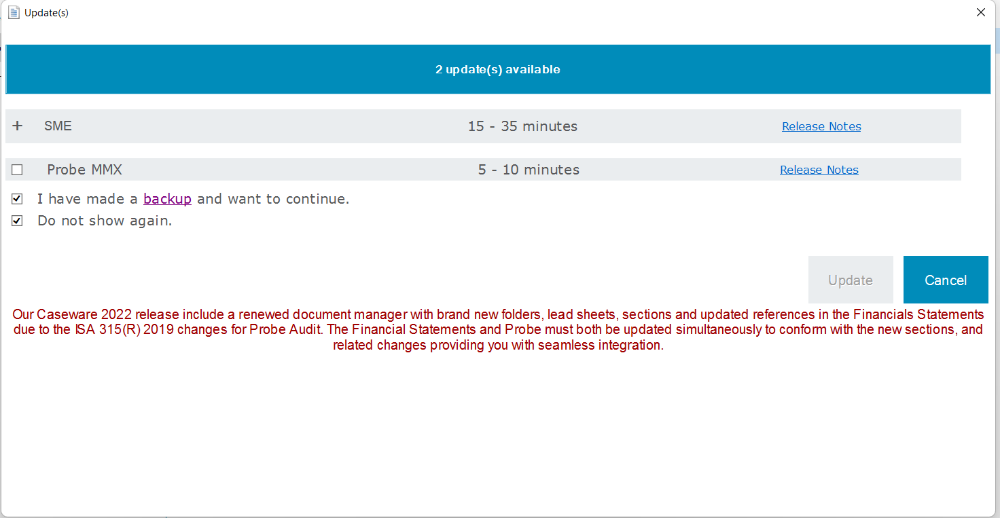 Update(s)
2 update(s) available
+ SME 15 - 35 minutes Release Notes
Probe MMX 5 - 10 minutes Release Notes
I have made a backup and want to continue.
Do not show again.
Update Cancel
Our Caseware 2022 release include a renewed document manager with brand new folders, lead sheets, sections and updated references in the Financials Statements
due to the ISA 315(R) 2019 changes for Probe Audit. The Financial Statements and Probe must both be updated simultaneously to conform with the new sections, and
related changes providing you with seamless integration.